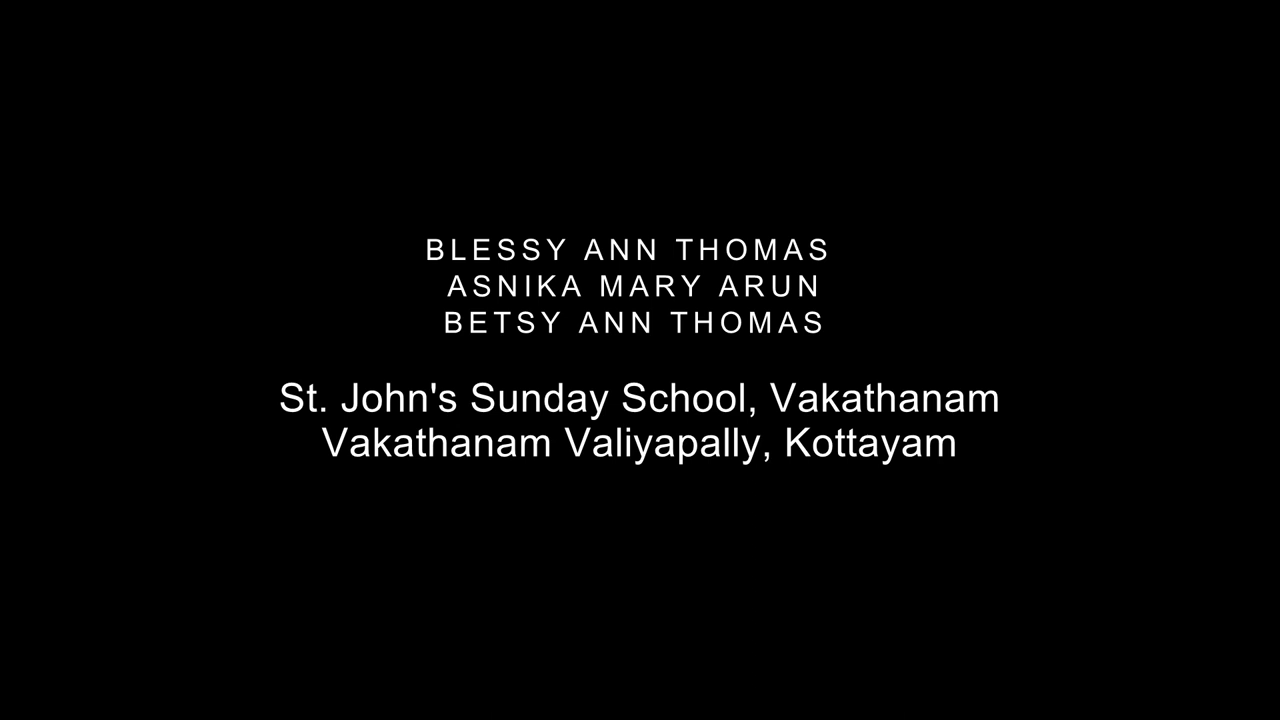 BLESSY ANN THOMAS
ASNIKA MARY ARUN
BETSY ANN THOMAS
St. John's Sunday School, Vakathanam
Vakathanam Valiyapally, Kottayam